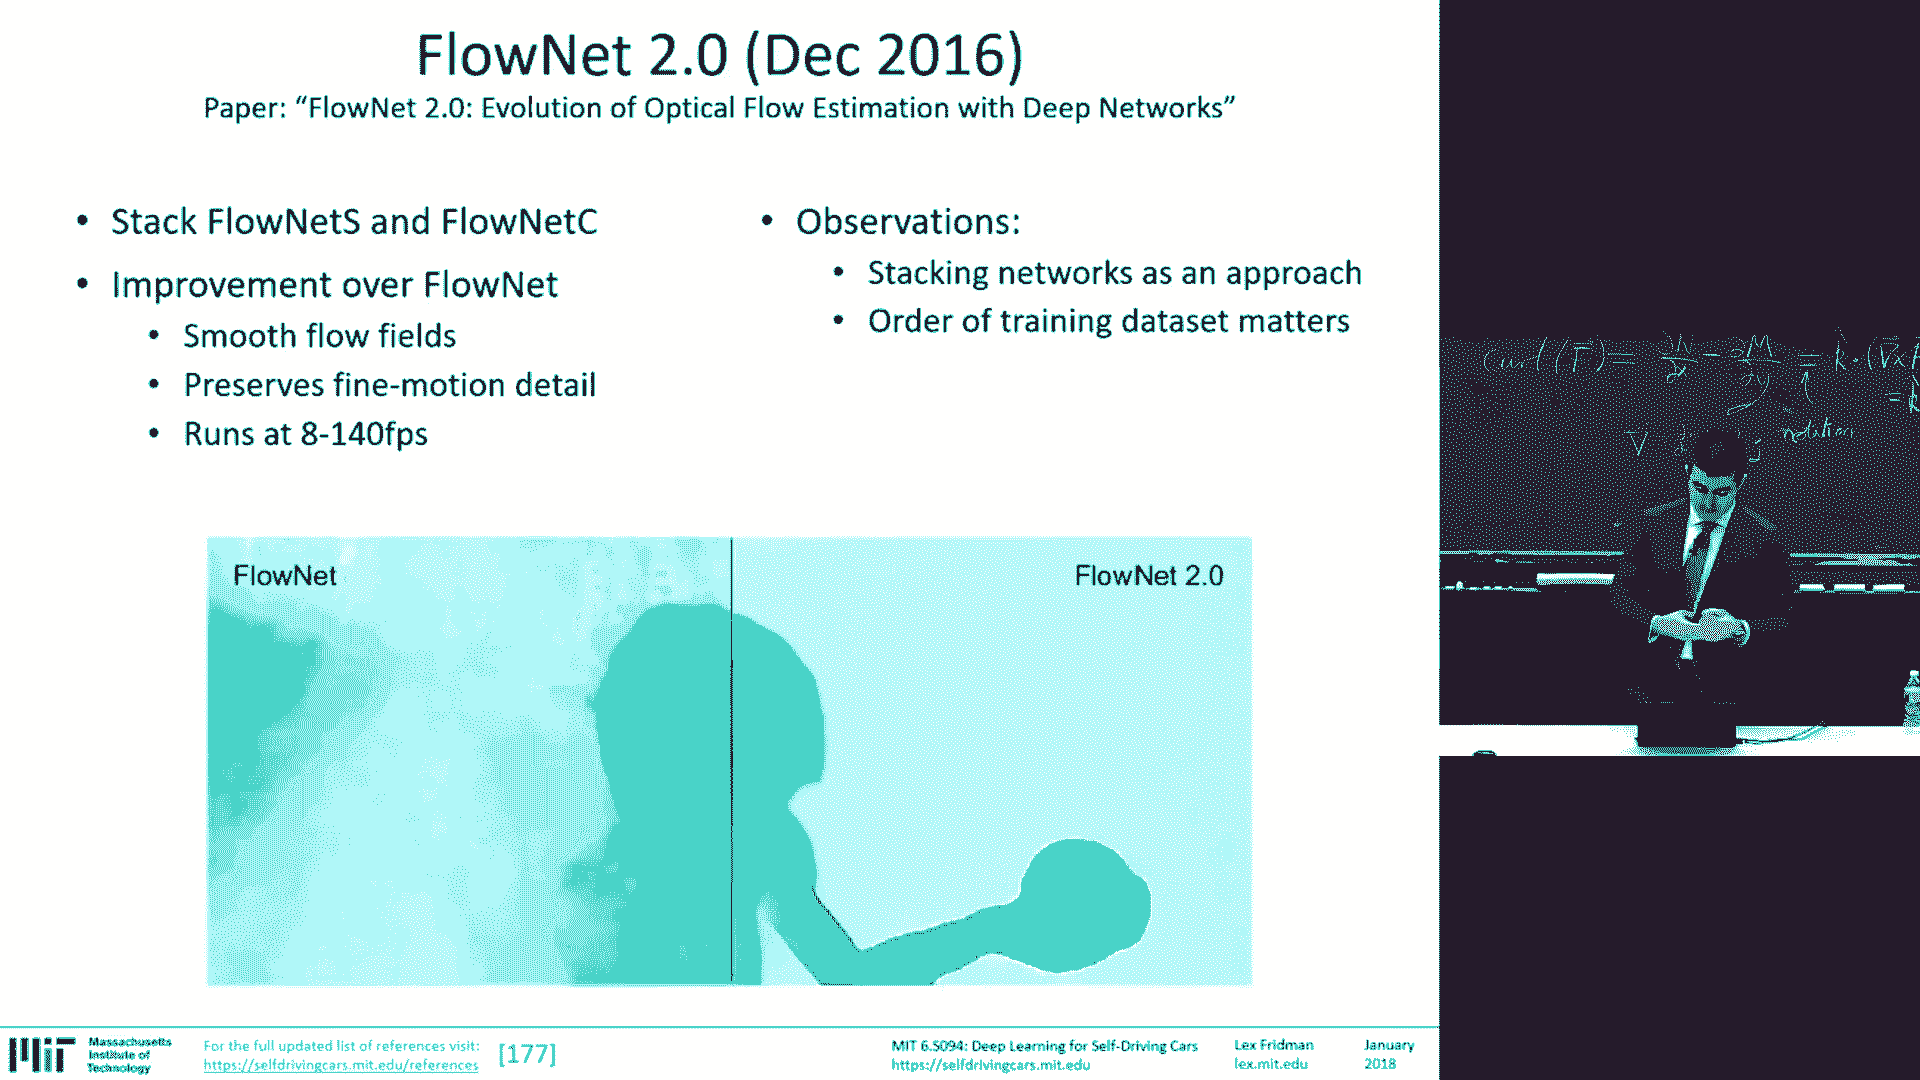 FlowNet 2.0 (Dec 2016)
Paper: “FlowNet 2.0: Evolution of Optical Flow Estimation with Deep Networks”
• Stack FlowNetS and FlowNetC
• Improvement over FlowNet
• Smooth flow fields
• Preserves fine-motion detail
• Runs at 8-140fps
• Observations:
• Stacking networks as an approach
• Order of training dataset matters
FlowNet
FlowNet 2.0
Curl (F) =
notation
MIT
Massachusetts
Institute of
Technology
For the full updated list of references visit:
https://selfdrivingcars.mit.edu/references
[177]
MIT 6.S094: Deep Learning for Self-Driving Cars
https://selfdrivingcars.mit.edu
Lex Fridman
lex.mit.edu
January
2018